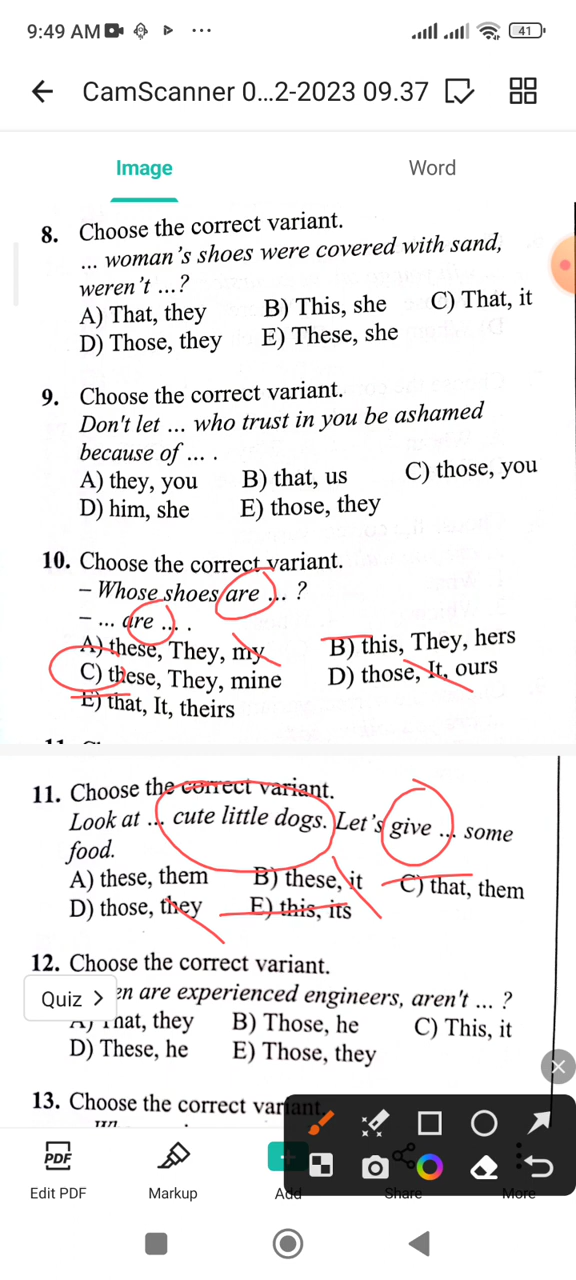 9:49 AM
41
CamScanner 0...2-2023 09.37
Image
Word
8. Choose the correct variant.
... woman's shoes were covered with sand,
weren't ...?
A) That, they B) This, she C) That, it
D) Those, they E) These, she
9. Choose the correct variant.
Don't let ... who trust in you be ashamed
because of ... .
A) they, you B) that, us C) those, you
D) him, she E) those, they
10. Choose the correct variant.
– Whose shoes are ... ?
– ... are ... .
A) these, They, my B) this, They, hers
C) these, They, mine D) those, It, ours
E) that, It, theirs
11. Choose the correct variant.
Look at ... cute little dogs. Let's give ... some
food.
A) these, them B) these, it C) that, them
D) those, they E) this, its
12. Choose the correct variant.
Quiz >
en are experienced engineers, aren't ... ?
A) That, they B) Those, he C) This, it
D) These, he E) Those, they
13. Choose the correct variant.
PDF
Edit PDF
Markup
Add
Share
More